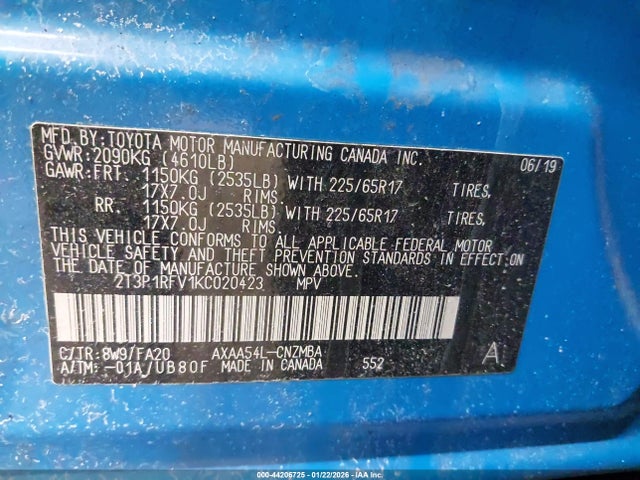 MFD.BY:TOYOTA MOTOR MANUFACTURING CANADA INC.
GVWR:2090KG (4610LB) 06/19
GAWR:FRT. 1150KG (2535LB) WITH 225/65R17 TIRES,
17X7.0J RIMS.
RR. 1150KG (2535LB) WITH 225/65R17 TIRES,
17X7.0J RIMS.
THIS VEHICLE CONFORMS TO ALL APPLICABLE FEDERAL MOTOR
VEHICLE SAFETY AND THEFT PREVENTION STANDARDS IN EFFECT ON
THE DATE OF MANUFACTURE SHOWN ABOVE.
2T3P1RFV1KC020423 MPV
C/TR:8W9/FA20 AXAA54L-CNZMBA
A/TM:-01A/UB80F MADE IN CANADA 552 A
000-44206725 - 01/22/2026 - IAA Inc.